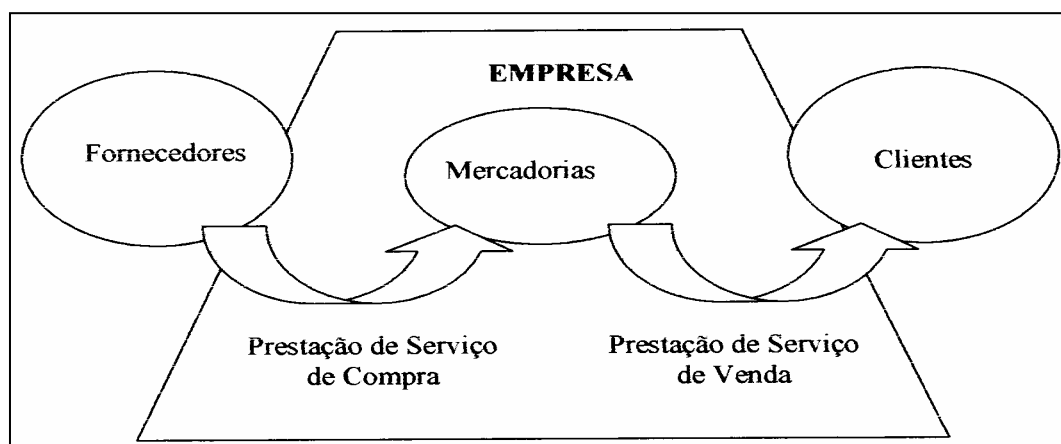 EMPRESA
Fornecedores
Mercadorias
Clientes
Prestação de Serviço
de Compra
Prestação de Serviço
de Venda